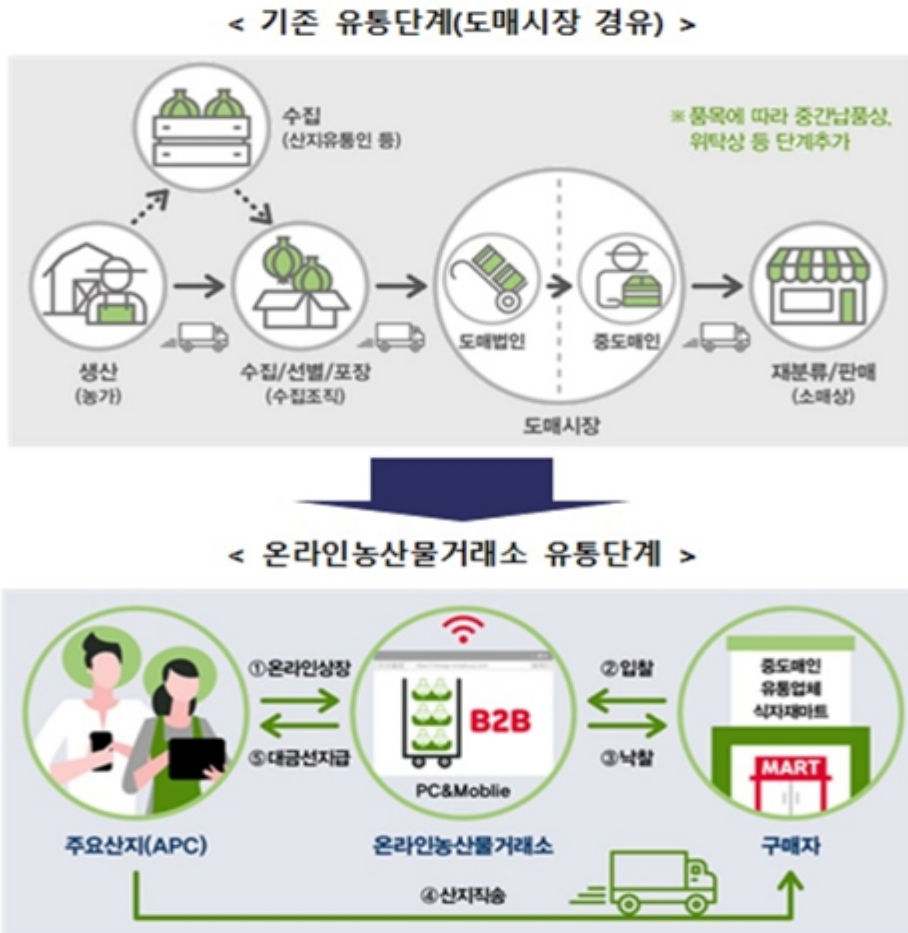 < 기존 유통단계(도매시장 경유) >
수집
(산지유통인 등)
※ 품목에 따라 중간납품상,
위탁상 등 단계추가
생산
(농가)
수집/선별/포장
(수집조직)
도매법인
중도매인
도매시장
재분류/판매
(소매상)
< 온라인농산물거래소 유통단계 >
①온라인상장
⑤대금선지급
B2B
PC&Moblie
②입찰
③낙찰
중도매인
유통업체
식자재마트
MART
주요산지(APC)
온라인농산물거래소
구매자
④산지직송